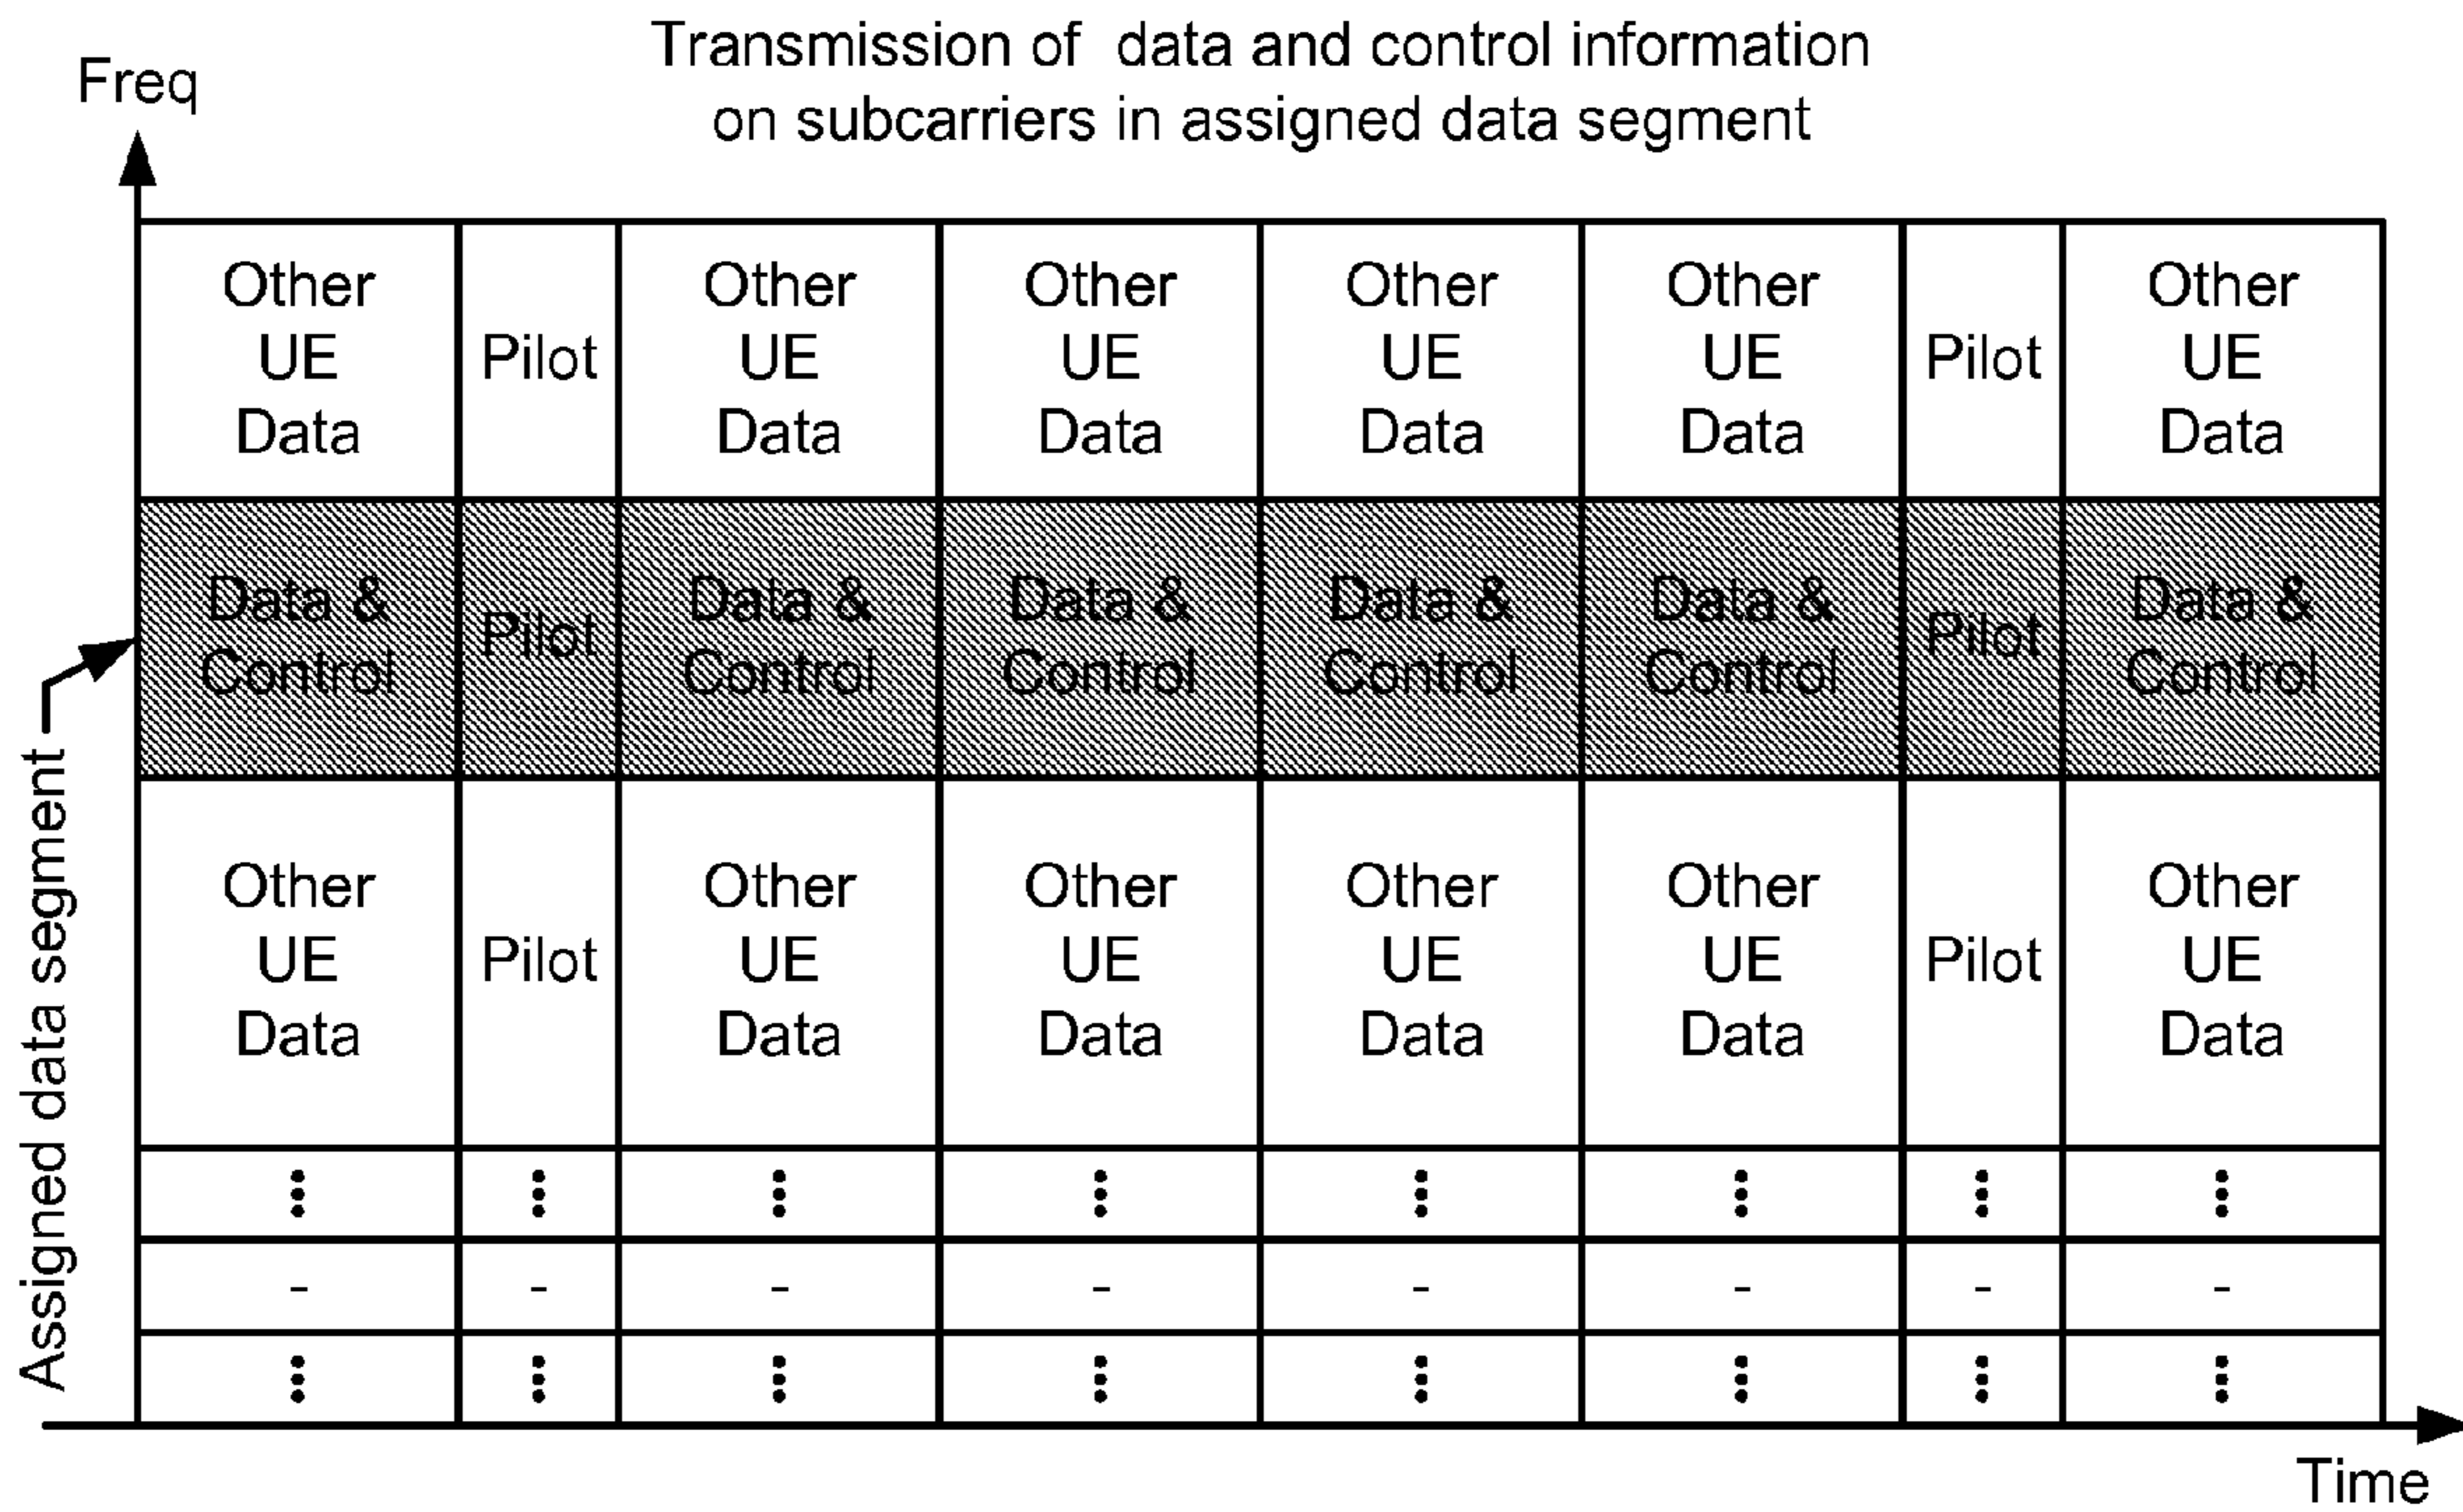 Transmission of data and control information
on subcarriers in assigned data segment
Freq
Other UE Data Pilot Other UE Data Other UE Data Other UE Data Other UE Data Pilot Other UE Data
Data & Control Pilot Data & Control Data & Control Data & Control Data & Control Pilot Data & Control
Other UE Data Pilot Other UE Data Other UE Data Other UE Data Other UE Data Pilot Other UE Data
- - - - - - - -
Assigned data segment
Time